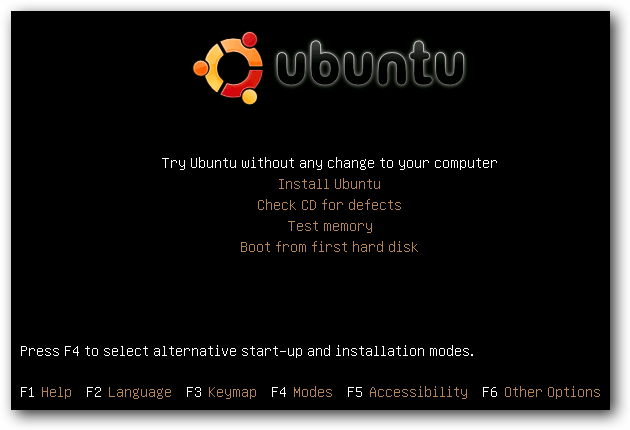 ubuntu
Try Ubuntu without any change to your computer
Install Ubuntu
Check CD for defects
Test memory
Boot from first hard disk
Press F4 to select alternative start-up and installation modes.
F1 Help F2 Language F3 Keymap F4 Modes F5 Accessibility F6 Other Options